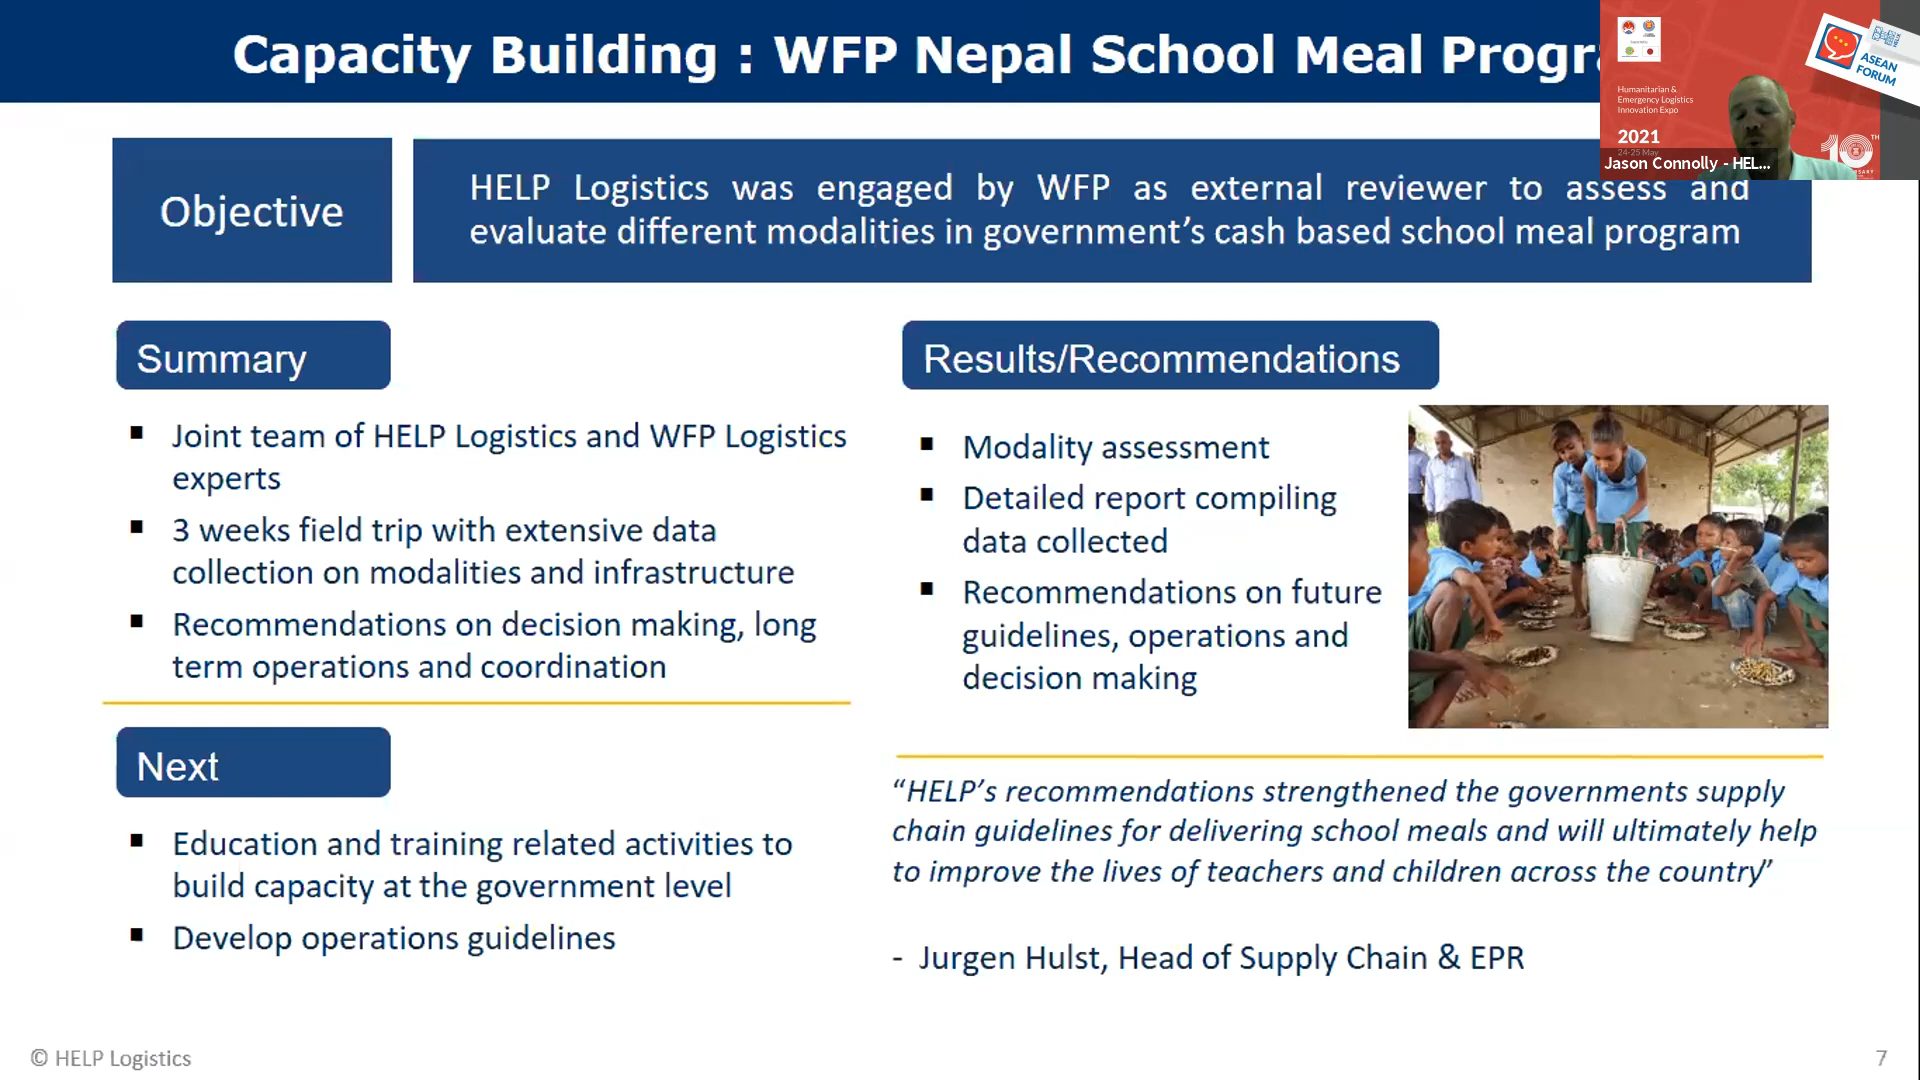 Capacity Building : WFP Nepal School Meal Progr
Humanitarian &
Emergency Logistics
Innovation Expo
2021
24-25 May
Jason Connolly - HEL...
10TH
ASEAN
FORUM
Objective
HELP Logistics was engaged by WFP as external reviewer to assess and
evaluate different modalities in government’s cash based school meal program
Summary
Joint team of HELP Logistics and WFP Logistics
experts
3 weeks field trip with extensive data
collection on modalities and infrastructure
Recommendations on decision making, long
term operations and coordination
Next
Education and training related activities to
build capacity at the government level
Develop operations guidelines
Results/Recommendations
Modality assessment
Detailed report compiling
data collected
Recommendations on future
guidelines, operations and
decision making
“HELP’s recommendations strengthened the governments supply
chain guidelines for delivering school meals and will ultimately help
to improve the lives of teachers and children across the country”
- Jurgen Hulst, Head of Supply Chain & EPR
© HELP Logistics
7